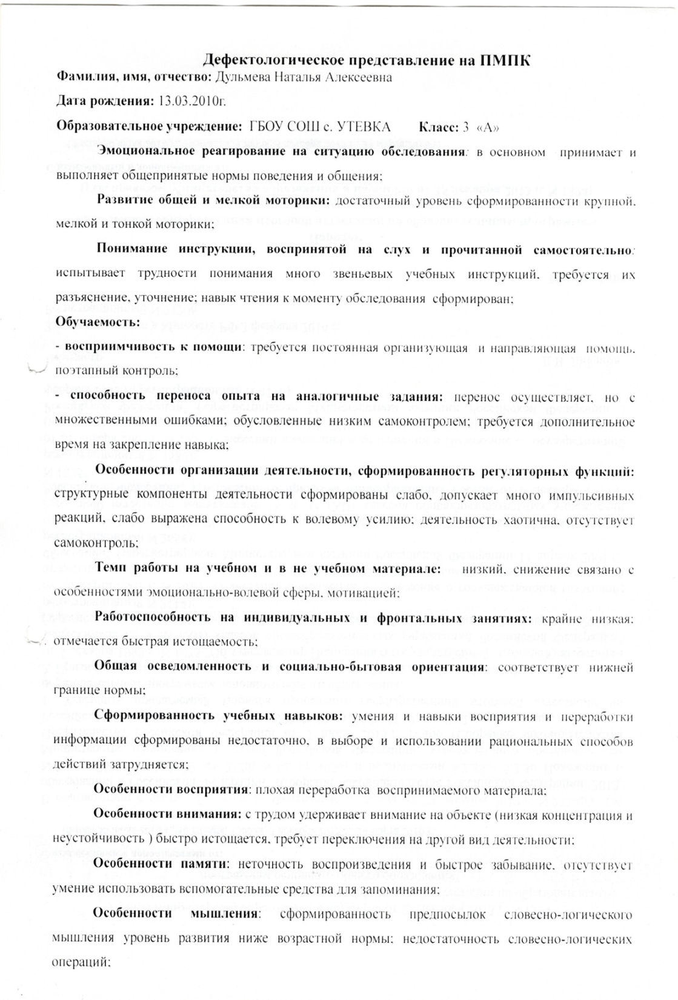 Дефектологическое представление на ПМПК
Фамилия, имя, отчество: Дульмева Наталья Алексеевна
Дата рождения: 13.03.2010г.
Образовательное учреждение: ГБОУ СОШ с. УТЕВКА Класс: 3 «А»
Эмоциональное реагирование на ситуацию обследования: в основном принимает и
выполняет общепринятые нормы поведения и общения;
Развитие общей и мелкой моторики: достаточный уровень сформированности крупной,
мелкой и тонкой моторики;
Понимание инструкции, воспринятой на слух и прочитанной самостоятельно:
испытывает трудности понимания много звеньевых учебных инструкций, требуется их
разъяснение, уточнение; навык чтения к моменту обследования сформирован;
Обучаемость:
- восприимчивость к помощи: требуется постоянная организующая и направляющая помощь,
поэтапный контроль;
- способность переноса опыта на аналогичные задания: перенос осуществляет, но с
множественными ошибками; обусловленные низким самоконтролем; требуется дополнительное
время на закрепление навыка;
Особенности организации деятельности, сформированность регуляторных функций:
структурные компоненты деятельности сформированы слабо, допускает много импульсивных
реакций, слабо выражена способность к волевому усилию; деятельность хаотична, отсутствует
самоконтроль;
Темп работы на учебном и в не учебном материале: низкий, снижение связано с
особенностями эмоционально-волевой сферы, мотивацией;
Работоспособность на индивидуальных и фронтальных занятиях: крайне низкая;
отмечается быстрая истощаемость;
Общая осведомленность и социально-бытовая ориентация: соответствует нижней
границе нормы;
Сформированность учебных навыков: умения и навыки восприятия и переработки
информации сформированы недостаточно, в выборе и использовании рациональных способов
действий затрудняется;
Особенности восприятия: плохая переработка воспринимаемого материала;
Особенности внимания: с трудом удерживает внимание на объекте (низкая концентрация и
неустойчивость ) быстро истощается, требует переключения на другой вид деятельности;
Особенности памяти: неточность воспроизведения и быстрое забывание, отсутствует
умение использовать вспомогательные средства для запоминания;
Особенности мышления: сформированность предпосылок словесно-логического
мышления уровень развития ниже возрастной нормы; недостаточность словесно-логических
операций;